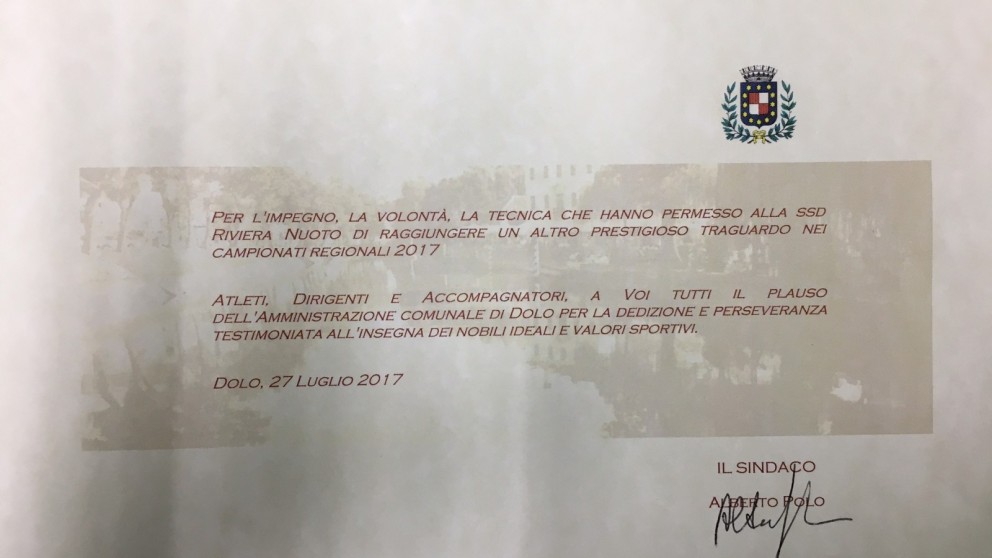 PER L'IMPEGNO, LA VOLONTÀ, LA TECNICA CHE HANNO PERMESSO ALLA SSD
RIVIERA NUOTO DI RAGGIUNGERE UN ALTRO PRESTIGIOSO TRAGUARDO NEI
CAMPIONATI REGIONALI 2017
ATLETI, DIRIGENTI E ACCOMPAGNATORI, A VOI TUTTI IL PLAUSO
DELL'AMMINISTRAZIONE COMUNALE DI DOLO PER LA DEDIZIONE E PERSEVERANZA
TESTIMONIATA ALL'INSEGNA DEI NOBILI IDEALI E VALORI SPORTIVI.
DOLO, 27 LUGLIO 2017
IL SINDACO
ALBERTO POLO